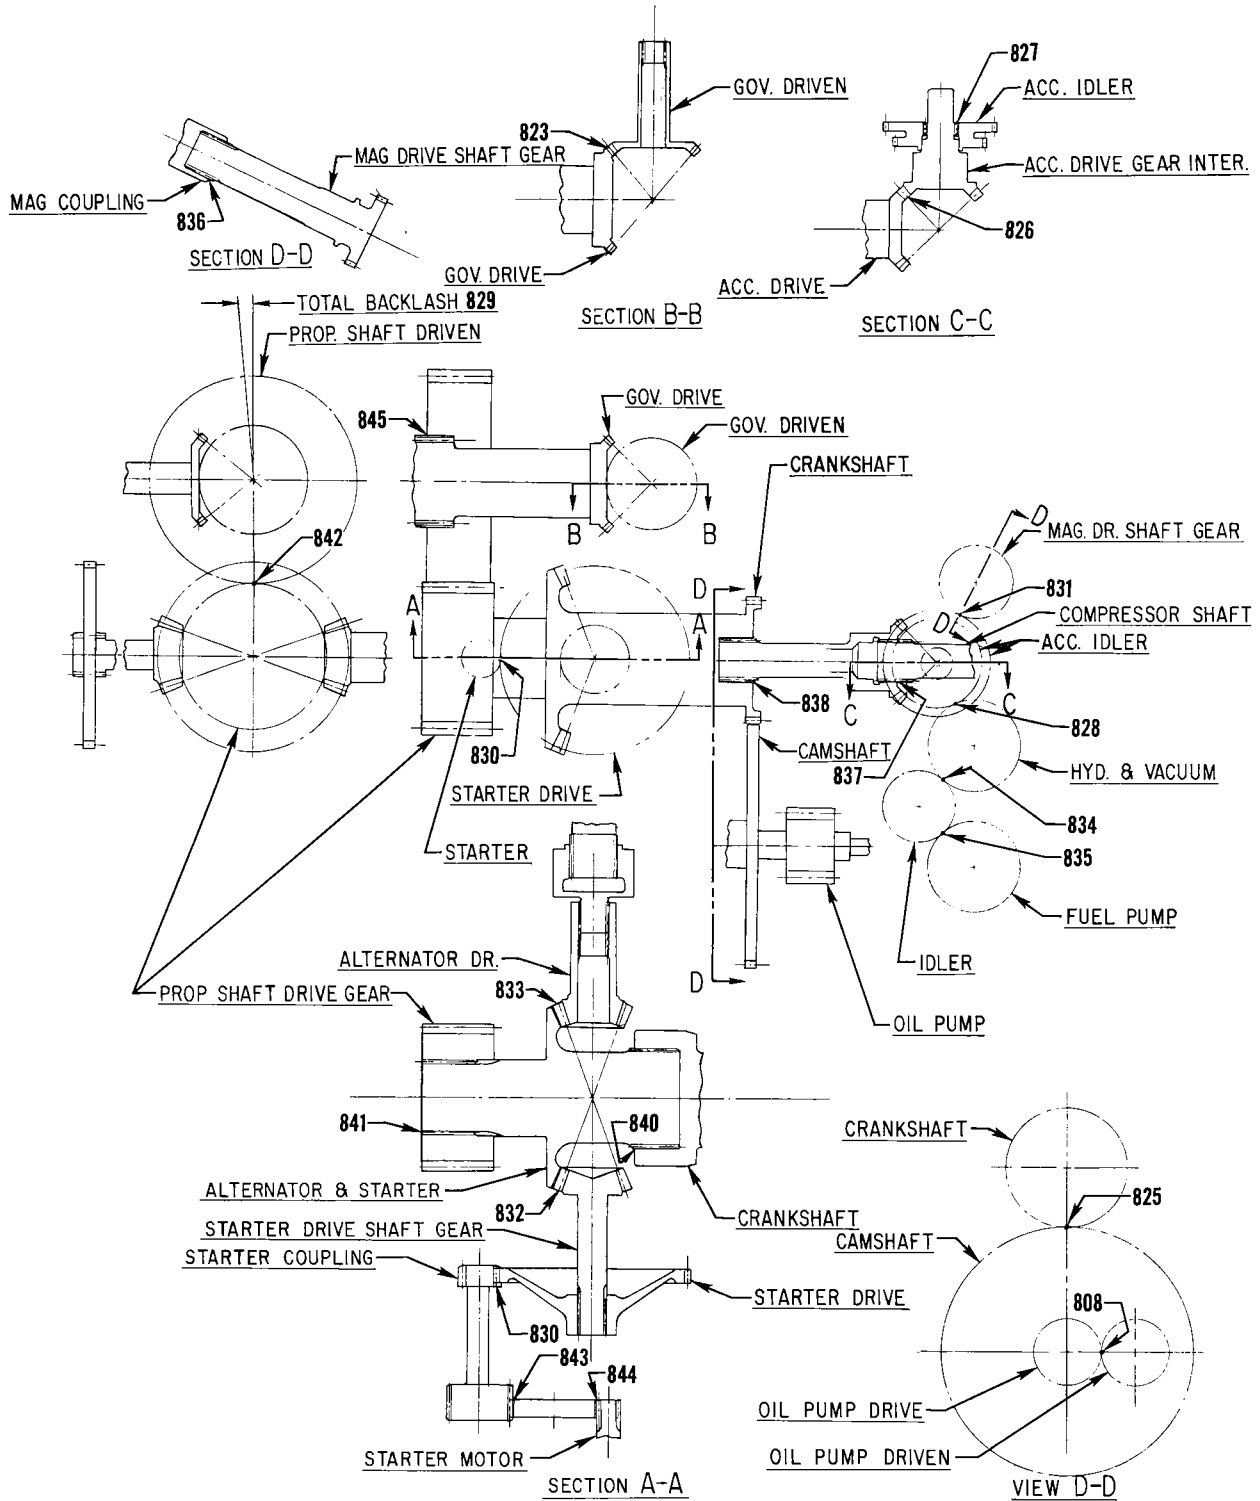 827
GOV. DRIVEN
ACC. IDLER
823
MAG DRIVE SHAFT GEAR
ACC. DRIVE GEAR INTER.
MAG COUPLING
836
826
SECTION D-D
GOV. DRIVE
ACC. DRIVE
TOTAL BACKLASH 829
SECTION B-B
SECTION C-C
PROP. SHAFT DRIVEN
GOV. DRIVE
845
GOV. DRIVEN
CRANKSHAFT
B
B
D
MAG. DR. SHAFT GEAR
842
D
831
A
A
D
COMPRESSOR SHAFT
ACC. IDLER
838
C
C
828
830
CAMSHAFT
837
HYD. & VACUUM
STARTER DRIVE
834
STARTER
835
FUEL PUMP
IDLER
ALTERNATOR DR.
833
D
PROP SHAFT DRIVE GEAR
OIL PUMP
841
840
CRANKSHAFT
ALTERNATOR & STARTER
832
825
STARTER DRIVE SHAFT GEAR
CRANKSHAFT
STARTER COUPLING
CAMSHAFT
STARTER DRIVE
808
830
843
844
OIL PUMP DRIVE
STARTER MOTOR
OIL PUMP DRIVEN
SECTION A-A
VIEW D-D